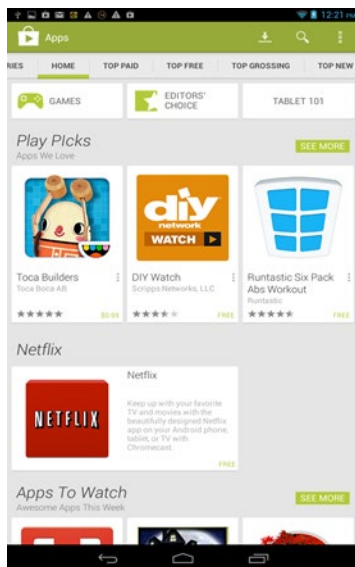 12:21 PM
Apps
RIES HOME TOP PAID TOP FREE TOP GROSSING TOP NEW
GAMES
EDITORS'
CHOICE
TABLET 101
Play PIcks
SEE MORE
Apps We Love
diy
network
WATCH
Toca Builders
Toca Boca AB
$0.99
DIY Watch
Scripps Networks, LLC
FREE
Runtastic Six Pack
Abs Workout
Runtastic
FREE
Netflix
NETFLIX
Netflix
Keep up with your favorite
TV and movies with the
beautifully designed Netflix
app on your Android phone,
tablet, or TV with
Chromecast.
FREE
Apps To Watch
SEE MORE
Awesome Apps This Week